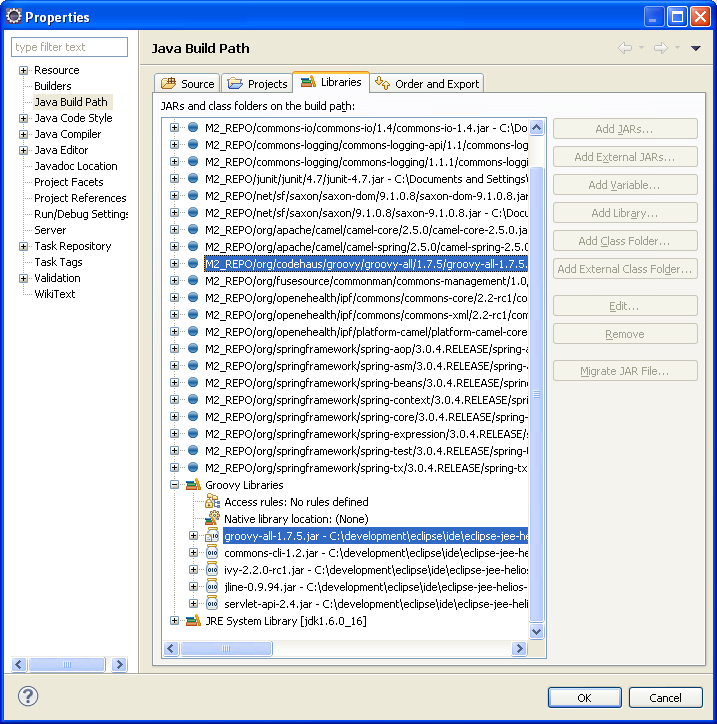 Properties
type filter text
Resource
Builders
Java Build Path
Java Code Style
Java Compiler
Java Editor
Javadoc Location
Project Facets
Project References
Run/Debug Settings
Server
Task Repository
Task Tags
Validation
WikiText
Java Build Path
Source
Projects
Libraries
Order and Export
JARs and class folders on the build path:
M2_REPO/commons-io/commons-io/1.4/commons-io-1.4.jar - C:\Do
M2_REPO/commons-logging/commons-logging-api/1.1/commons-
M2_REPO/commons-logging/commons-logging/1.1.1/commons-logg
M2_REPO/junit/junit/4.7/junit-4.7.jar - C:\Documents and Settings\
M2_REPO/net/sf/saxon/saxon-dom/9.1.0.8/saxon-dom-9.1.0.8.jar
M2_REPO/net/sf/saxon/saxon/9.1.0.8/saxon-9.1.0.8.jar - C:\Docu
M2_REPO/org/apache/camel/camel-core/2.5.0/camel-core-2.5.0.ja
M2_REPO/org/apache/camel/camel-spring/2.5.0/camel-spring-2.5.0
M2_REPO/org/codehaus/groovy/groovy-all/1.7.5/groovy-all-1.7.5.
M2_REPO/org/fusesource/commonman/commons-management/1.0,
M2_REPO/org/openehealth/ipf/commons/commons-core/2.2-rc1/co
M2_REPO/org/openehealth/ipf/commons/commons-xml/2.2-rc1/com
M2_REPO/org/openehealth/ipf/platform-camel/platform-camel-core
M2_REPO/org/springframework/spring-aop/3.0.4.RELEASE/spring-a
M2_REPO/org/springframework/spring-asm/3.0.4.RELEASE/spring-a
M2_REPO/org/springframework/spring-beans/3.0.4.RELEASE/spring
M2_REPO/org/springframework/spring-context/3.0.4.RELEASE/spri
M2_REPO/org/springframework/spring-core/3.0.4.RELEASE/spring-
M2_REPO/org/springframework/spring-expression/3.0.4.RELEASE/s
M2_REPO/org/springframework/spring-test/3.0.4.RELEASE/spring-t
M2_REPO/org/springframework/spring-tx/3.0.4.RELEASE/spring-tx
Groovy Libraries
Access rules: No rules defined
Native library location: (None)
groovy-all-1.7.5.jar - C:\development\eclipse\ide\eclipse-jee-he
commons-cli-1.2.jar - C:\development\eclipse\ide\eclipse-jee-hel
ivy-2.2.0-rc1.jar - C:\development\eclipse\ide\eclipse-jee-helios
jline-0.9.94.jar - C:\development\eclipse\ide\eclipse-jee-helios-
servlet-api-2.4.jar - C:\development\eclipse\ide\eclipse-jee-heli
JRE System Library [jdk1.6.0_16]
Add JARs...
Add External JARs...
Add Variable...
Add Library...
Add Class Folder...
Add External Class Folder...
Edit...
Remove
Migrate JAR File...
?
OK
Cancel